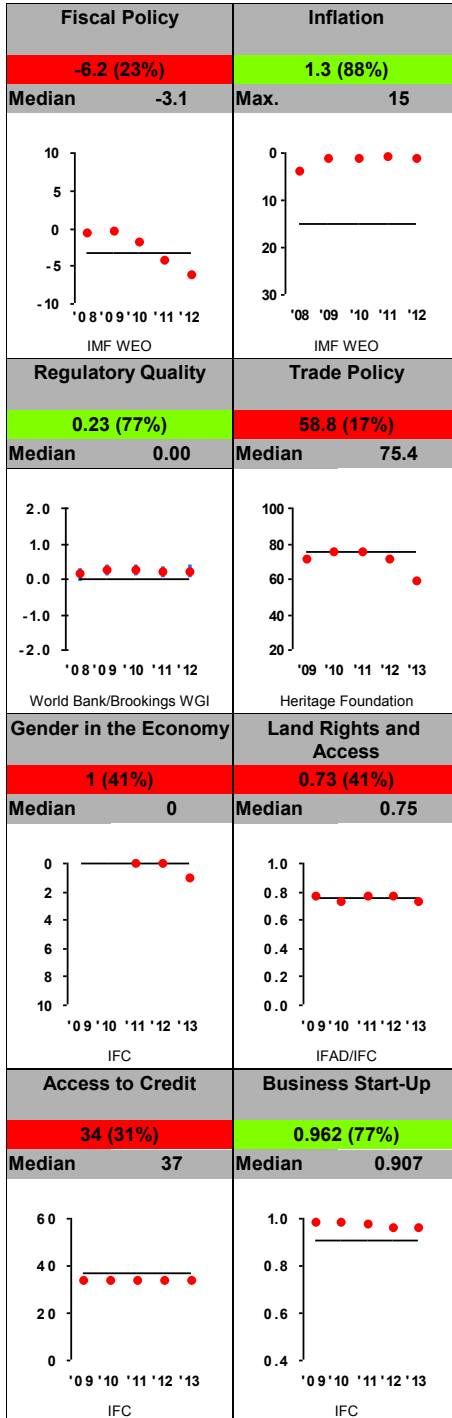 Fiscal Policy
-6.2 (23%)
Median -3.1
10
5
0
-5
-10
'08 '09 '10 '11 '12
IMF WEO
Inflation
1.3 (88%)
Max. 15
0
10
20
30
'08 '09 '10 '11 '12
IMF WEO
Regulatory Quality
0.23 (77%)
Median 0.00
2.0
1.0
0.0
-1.0
-2.0
'08 '09 '10 '11 '12
World Bank/Brookings WGI
Trade Policy
58.8 (17%)
Median 75.4
100
80
60
40
20
'09 '10 '11 '12 '13
Heritage Foundation
Gender in the Economy
1 (41%)
Median 0
0
2
4
6
8
10
'09 '10 '11 '12 '13
IFC
Land Rights and
Access
0.73 (41%)
Median 0.75
1.0
0.8
0.6
0.4
0.2
0.0
'09 '10 '11 '12 '13
IFAD/IFC
Access to Credit
34 (31%)
Median 37
60
40
20
0
'09 '10 '11 '12 '13
IFC
Business Start-Up
0.962 (77%)
Median 0.907
1.0
0.8
0.6
0.4
'09 '10 '11 '12 '13
IFC